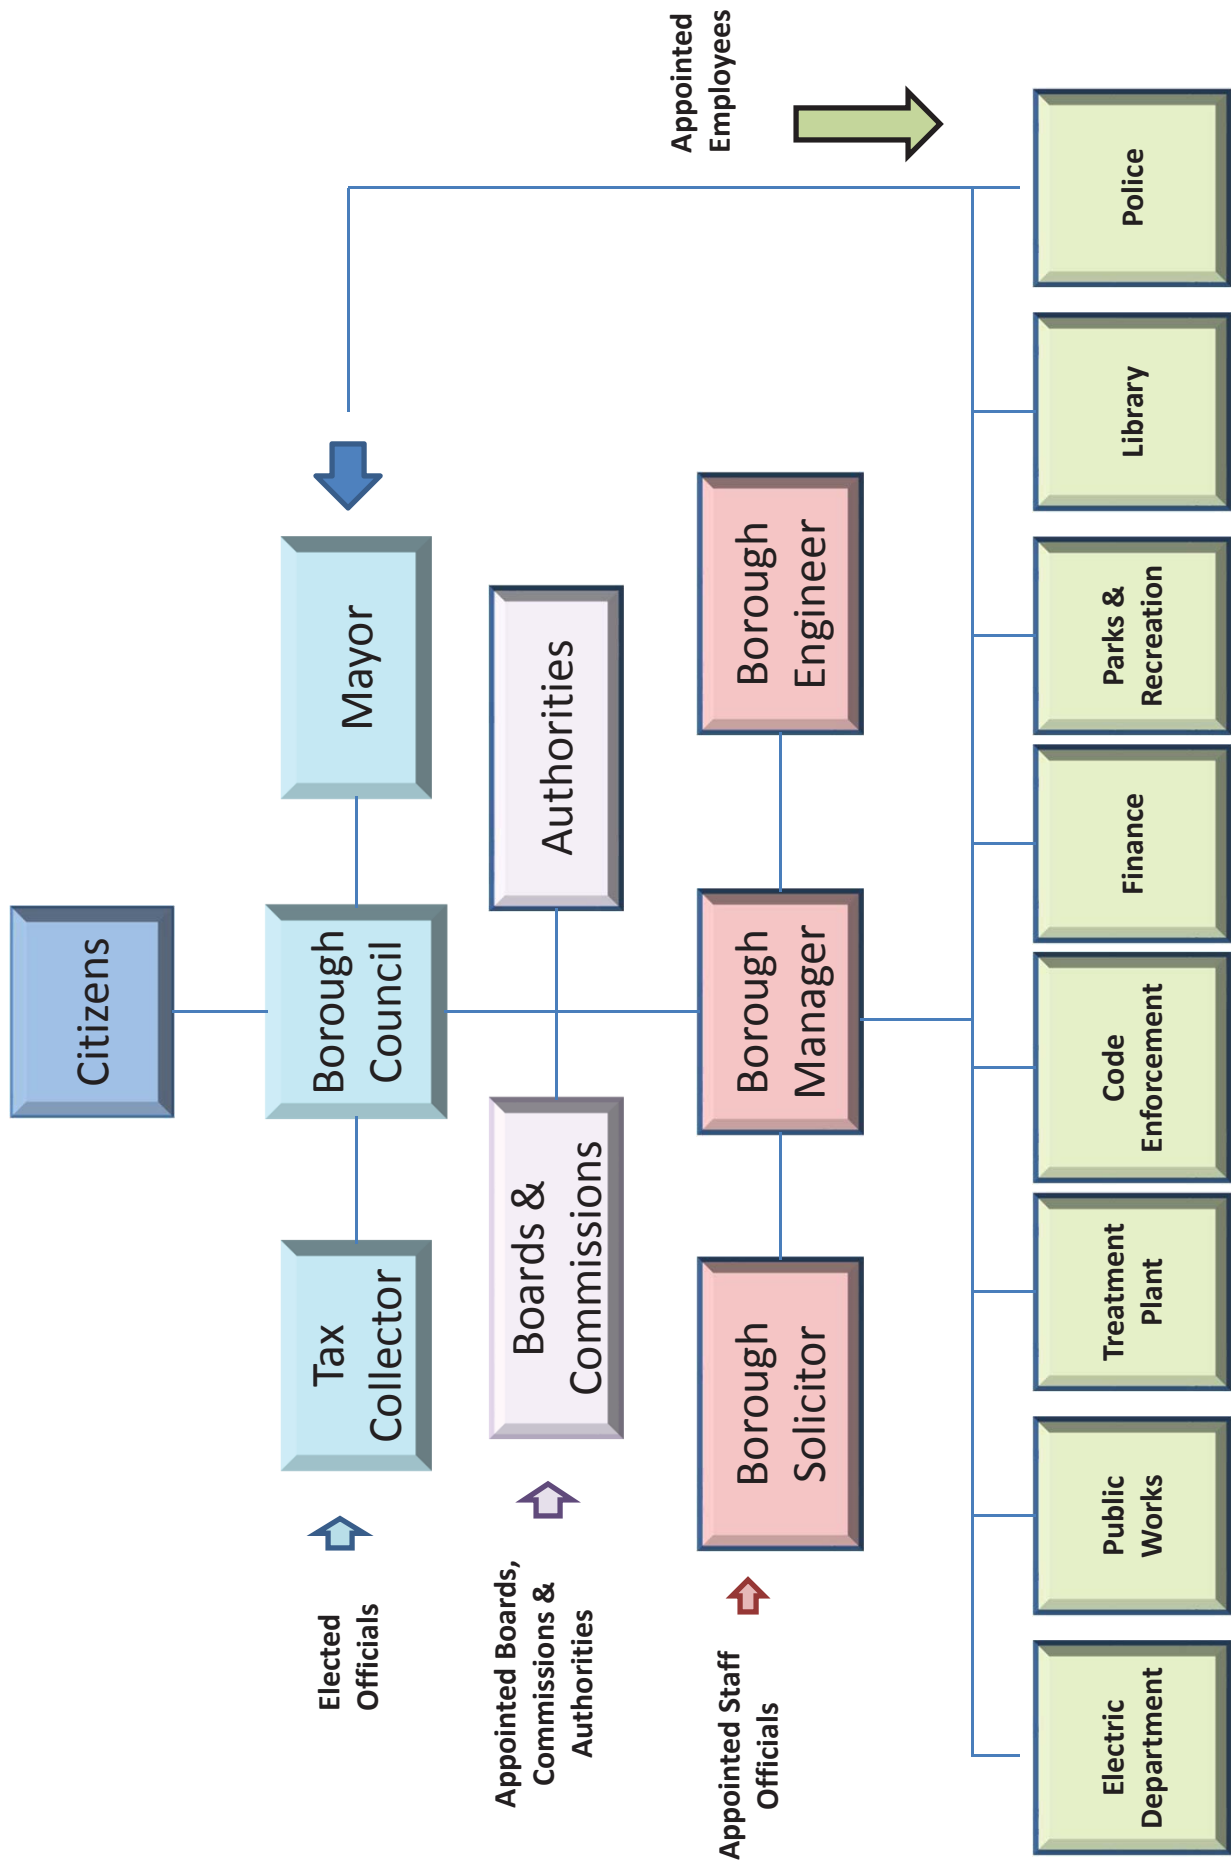 Citizens
Elected
Officials
Tax
Collector
Borough
Council
Mayor
Appointed Boards,
Commissions &
Authorities
Boards &
Commissions
Authorities
Appointed Staff
Officials
Borough
Solicitor
Borough
Manager
Borough
Engineer
Appointed
Employees
Electric
Department
Public
Works
Treatment
Plant
Code
Enforcement
Finance
Parks &
Recreation
Library
Police